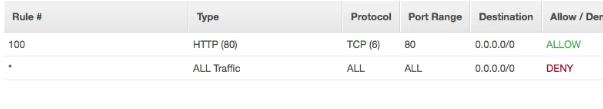 Rule # Type Protocol Port Range Destination Allow /
100 HTTP (80) TCP (6) 80 0.0.0.0/0 ALLOW
* ALL Traffic ALL ALL 0.0.0.0/0 DENY